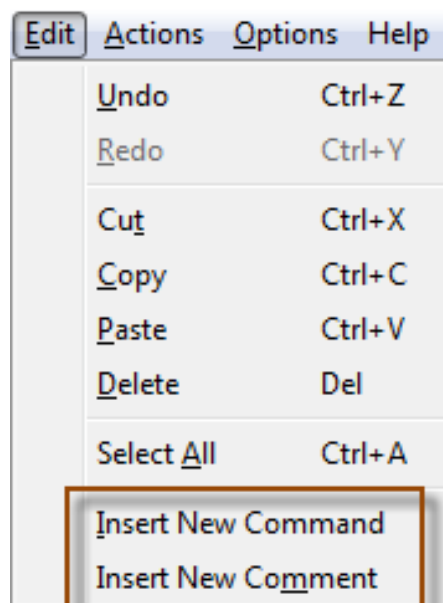 Edit Actions Options Help
Undo Ctrl+Z
Redo Ctrl+Y
Cut Ctrl+X
Copy Ctrl+C
Paste Ctrl+V
Delete Del
Select All Ctrl+A
Insert New Command
Insert New Comment